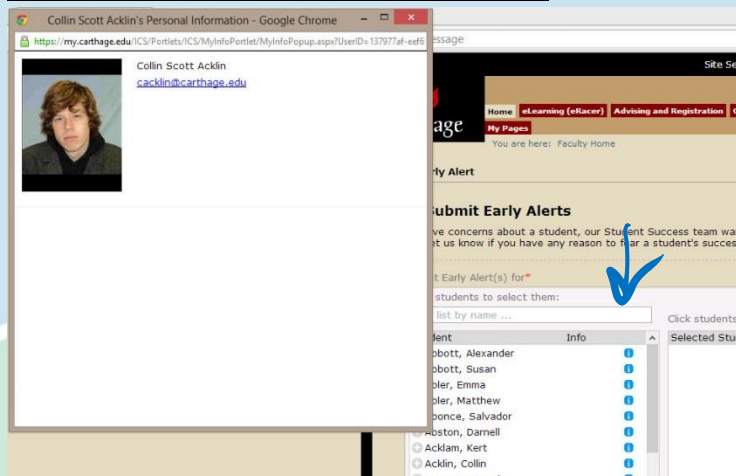 Collin Scott Acklin's Personal Information - Google Chrome
https://my.carthage.edu/ICS/Portlets/ICS/MyInfoPortlet/MyInfoPopup.aspx?UserID=137977af-eef6
Collin Scott Acklin
cacklin@carthage.edu
essage
Site Se
age
Home
eLearning (eRacer)
Advising and Registration
My Pages
You are here: Faculty Home
rly Alert
ubmit Early Alerts
ve concerns about a student, our Student Success team wa
et us know if you have any reason to fear a student's succes
t Early Alert(s) for*
students to select them:
list by name ...
Click students
dent Info
Selected Stu
bbott, Alexander
bbott, Susan
bler, Emma
bler, Matthew
bonce, Salvador
Abston, Darnell
Acklam, Kert
Acklin, Collin